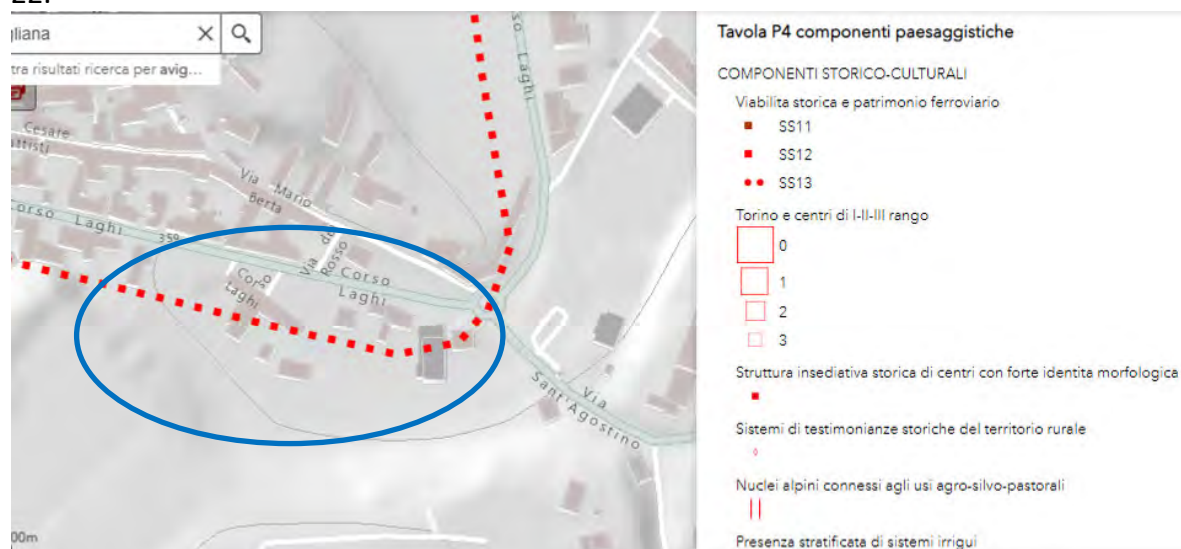 gliana
tra risultati ricerca per avig...
Cesare
Via Mario
Berta
Corso Laghi
35
Via del
Rosso
Corso
Laghi
Corso
Laghi
so Laghi
Via
Sant'Agostino
00m
Tavola P4 componenti paesaggistiche
COMPONENTI STORICO-CULTURALI
Viabilita storica e patrimonio ferroviario
SS11
SS12
SS13
Torino e centri di I-II-III rango
0
1
2
3
Struttura insediativa storica di centri con forte identita morfologica
Sistemi di testimonianze storiche del territorio rurale
Nuclei alpini connessi agli usi agro-silvo-pastorali
Presenza stratificata di sistemi irrigui